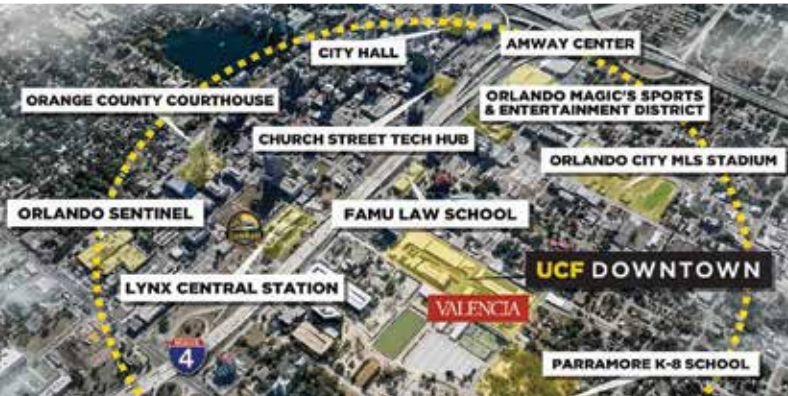 CITY HALL
AMWAY CENTER
ORANGE COUNTY COURTHOUSE
ORLANDO MAGIC'S SPORTS
& ENTERTAINMENT DISTRICT
CHURCH STREET TECH HUB
ORLANDO CITY MLS STADIUM
ORLANDO SENTINEL
FAMU LAW SCHOOL
UCF DOWNTOWN
LYNX CENTRAL STATION
VALENCIA
4
PARRAMORE K-8 SCHOOL